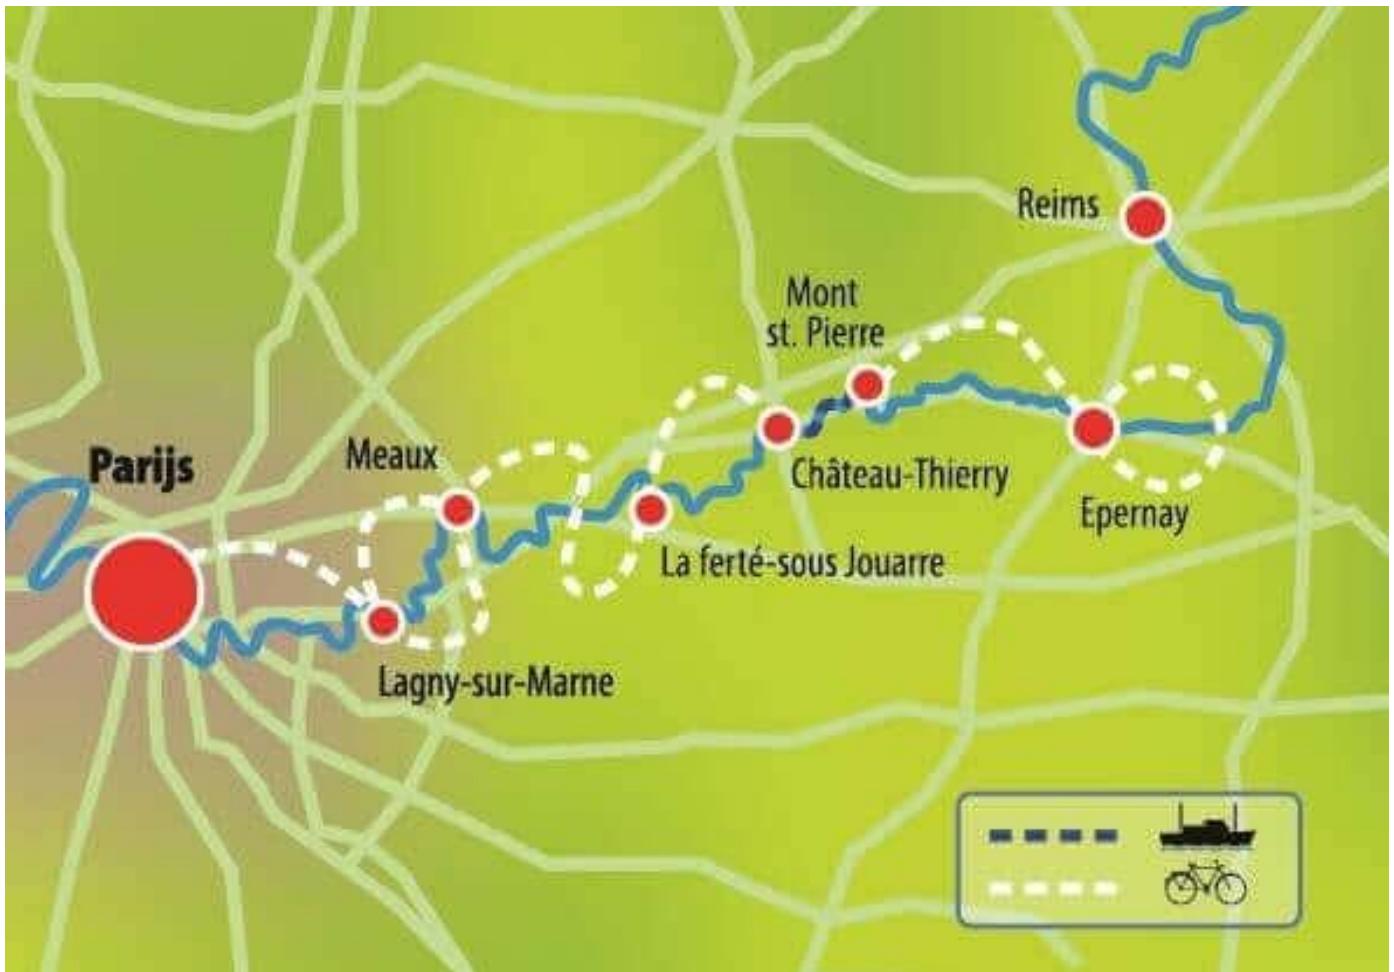 Reims
Mont
st. Pierre
Parijs
Meaux
Château-Thierry
Epernay
La ferté-sous Jouarre
Lagny-sur-Marne